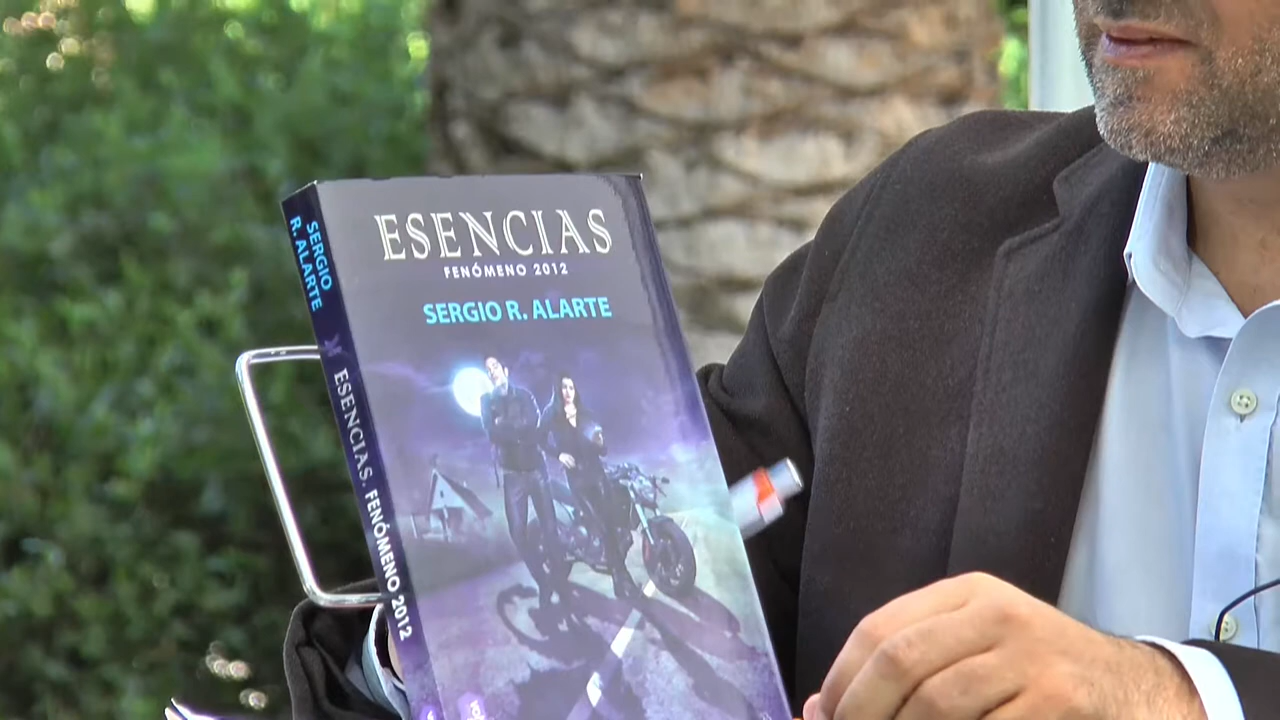 ESENCIAS
FENÓMENO 2012
SERGIO R. ALARTE
SERGIO
R. ALARTE
ESENCIAS. FENÓMENO 2012